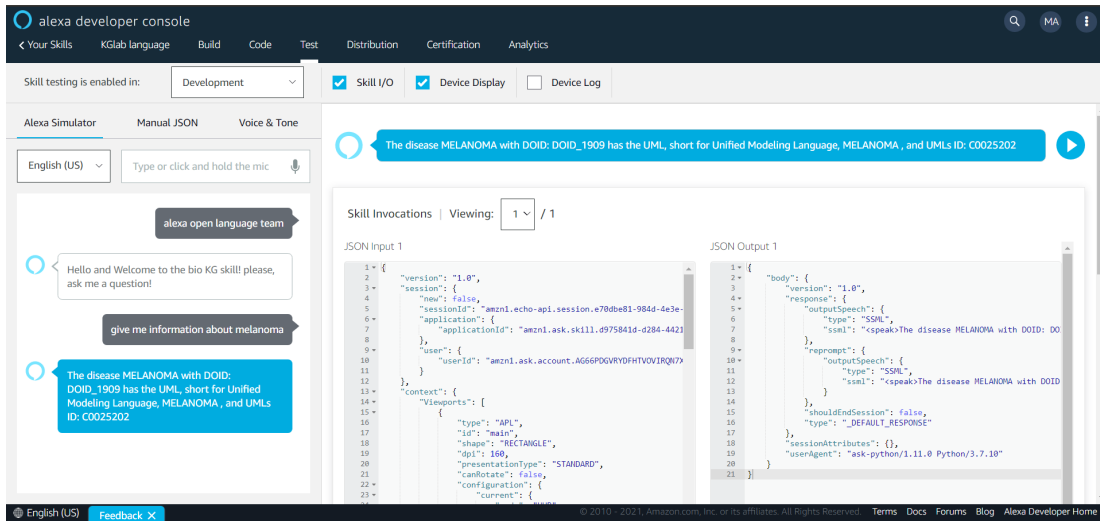 alexa developer console
MA
Your Skills KGlab language Build Code Test Distribution Certification Analytics
Skill testing is enabled in: Development Skill I/O Device Display Device Log
Alexa Simulator Manual JSON Voice & Tone
English (US) Type or click and hold the mic
alexa open language team
Hello and Welcome to the bio KG skill! please,
ask me a question!
give me information about melanoma
The disease MELANOMA with DOID:
DOID_1909 has the UML, short for Unified
Modeling Language, MELANOMA , and UMLs
ID: C0025202
The disease MELANOMA with DOID: DOID_1909 has the UML, short for Unified Modeling Language, MELANOMA , and UMLs ID: C0025202
Skill Invocations | Viewing: 1 / 1
JSON Input 1
1 {
2 "version": "1.0",
3 "session": {
4 "new": false,
5 "sessionId": "amzn1.echo-api.session.e70dbe81-984d-4e3e-
6 "application": {
7 "applicationId": "amzn1.ask.skill.d975841d-d284-4421
8 },
9 "user": {
10 "userId": "amzn1.ask.account.AG66PDGVRYDFHTVOVIRQN7X
11 }
12 },
13 "context": {
14 "Viewports": [
15 {
16 "type": "APL",
17 "id": "main",
18 "shape": "RECTANGLE",
19 "dpi": 160,
20 "presentationType": "STANDARD",
21 "canRotate": false,
22 "configuration": {
23 "current": {
JSON Output 1
1 {
2 "body": {
3 "version": "1.0",
4 "response": {
5 "outputSpeech": {
6 "type": "SSML",
7 "ssml": "<speak>The disease MELANOMA with DOID: DO
8 },
9 "reprompt": {
10 "outputSpeech": {
11 "type": "SSML",
12 "ssml": "<speak>The disease MELANOMA with DOID
13 }
14 },
15 "shouldEndSession": false,
16 "type": "_DEFAULT_RESPONSE"
17 },
18 "sessionAttributes": {},
19 "userAgent": "ask-python/1.11.0 Python/3.7.10"
20 }
21 }
English (US) Feedback © 2010 - 2021, Amazon.com, Inc. or its affiliates. All Rights Reserved. Terms Docs Forums Blog Alexa Developer Home